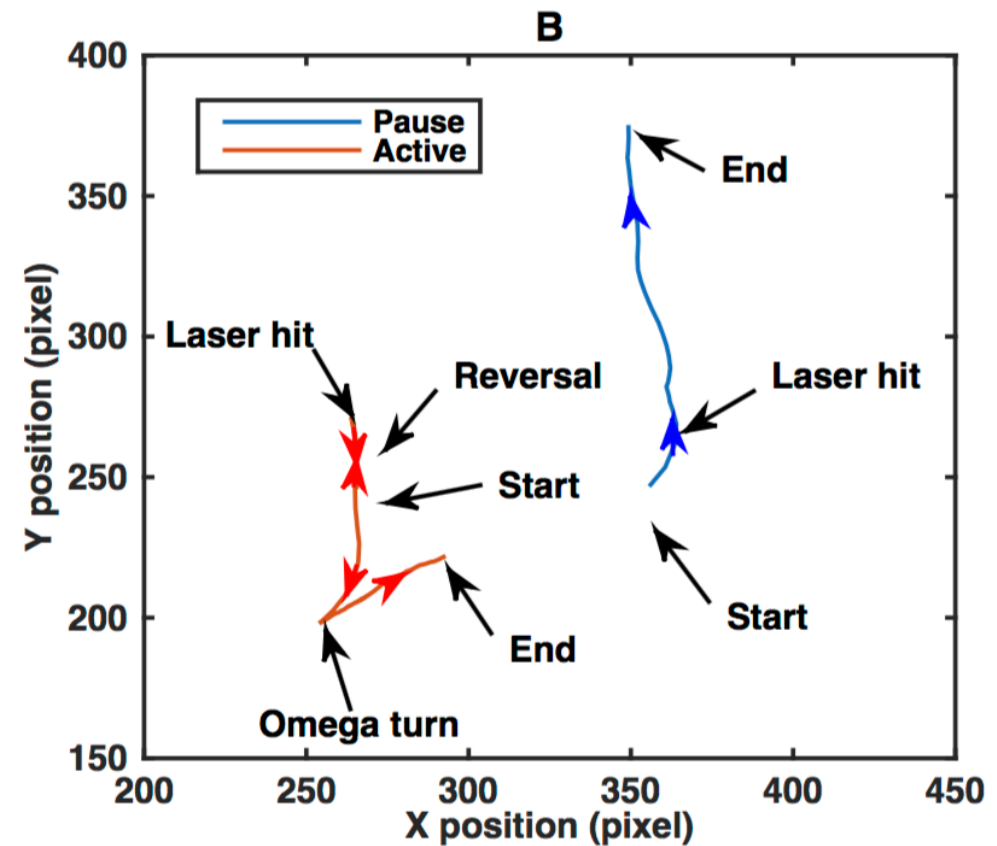 B
400
350
300
250
200
150
Y position (pixel)
Pause
Active
End
Laser hit
Reversal
Laser hit
Start
Start
End
Omega turn
200
250
300
350
400
450
X position (pixel)